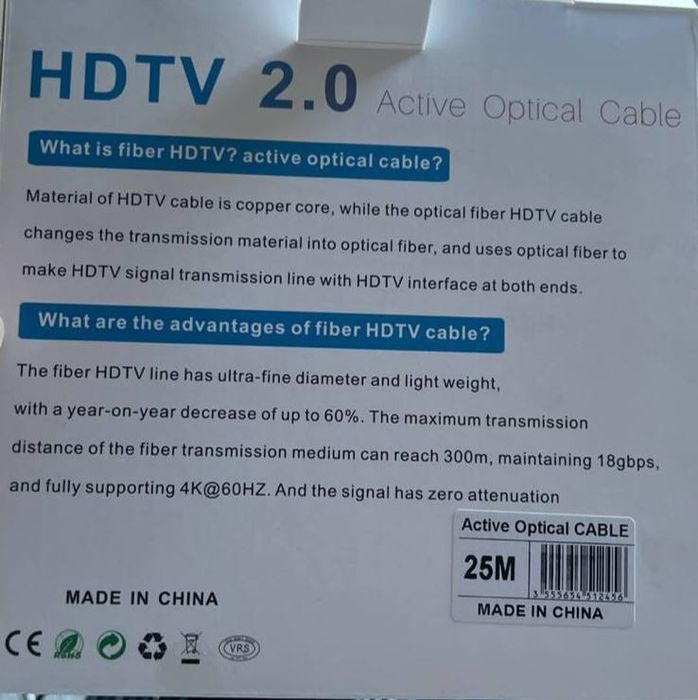 HDTV 2.0 Active Optical Cable
What is fiber HDTV? active optical cable?
Material of HDTV cable is copper core, while the optical fiber HDTV cable
changes the transmission material into optical fiber, and uses optical fiber to
make HDTV signal transmission line with HDTV interface at both ends.
What are the advantages of fiber HDTV cable?
The fiber HDTV line has ultra-fine diameter and light weight,
with a year-on-year decrease of up to 60%. The maximum transmission
distance of the fiber transmission medium can reach 300m, maintaining 18gbps,
and fully supporting 4K@60HZ. And the signal has zero attenuation
Active Optical CABLE
25M
MADE IN CHINA
MADE IN CHINA
CE RoHS VRS